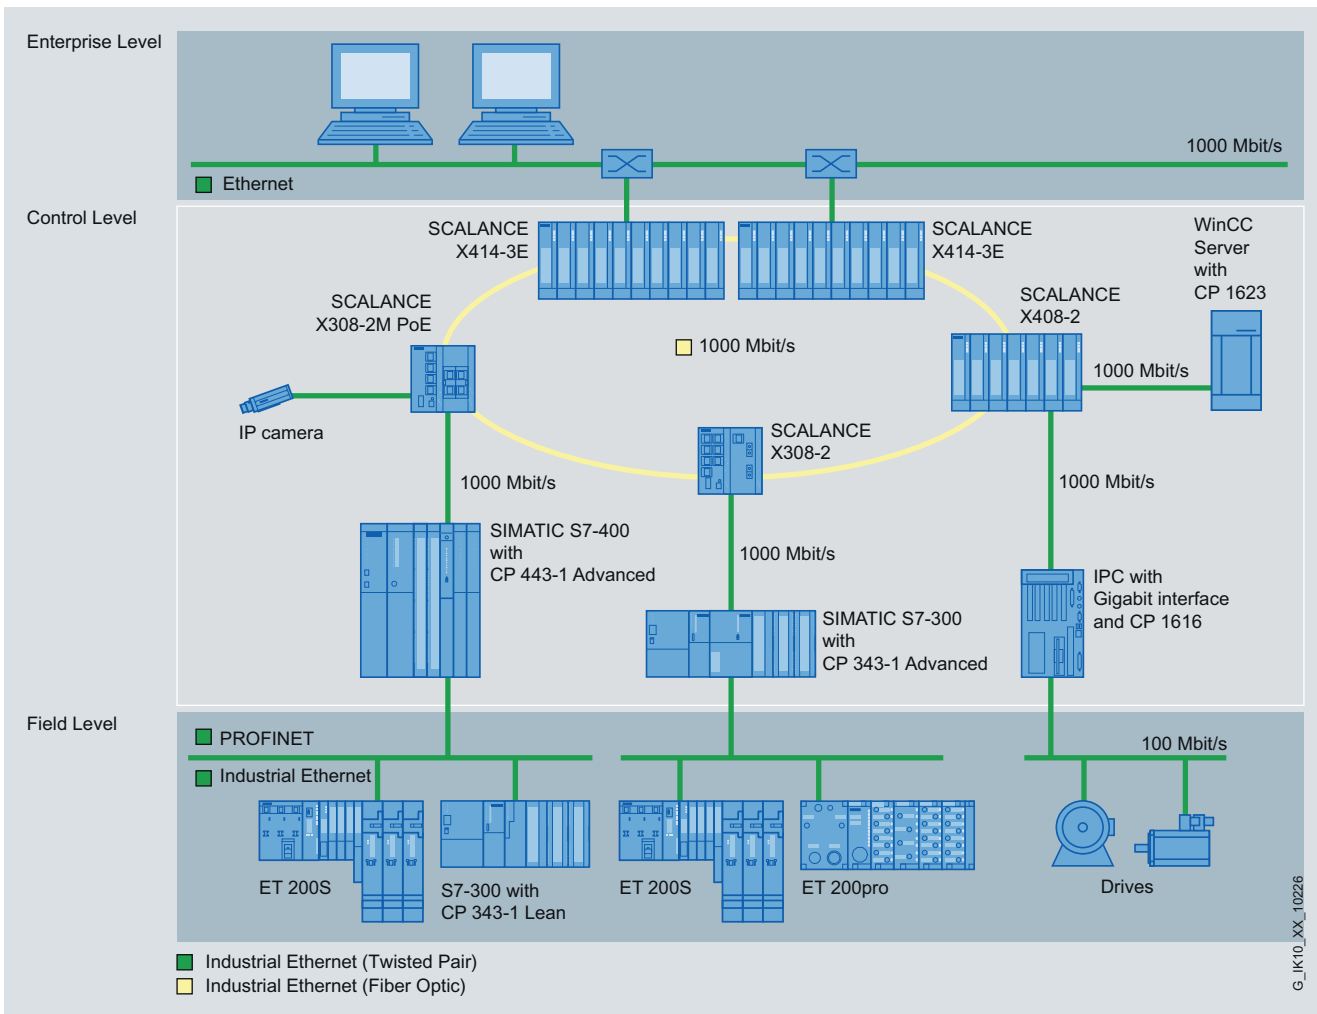 Enterprise Level
1000 Mbit/s
Ethernet
Control Level
SCALANCE
X414-3E
SCALANCE
X414-3E
WinCC
Server
with
CP 1623
SCALANCE
X308-2M PoE
SCALANCE
X408-2
1000 Mbit/s
1000 Mbit/s
IP camera
SCALANCE
X308-2
1000 Mbit/s
1000 Mbit/s
SIMATIC S7-400
with
CP 443-1 Advanced
1000 Mbit/s
IPC with
Gigabit interface
and CP 1616
SIMATIC S7-300
with
CP 343-1 Advanced
Field Level
PROFINET
100 Mbit/s
Industrial Ethernet
ET 200S
S7-300 with
CP 343-1 Lean
ET 200S
ET 200pro
Drives
G_IK10_XX_10226
Industrial Ethernet (Twisted Pair)
Industrial Ethernet (Fiber Optic)